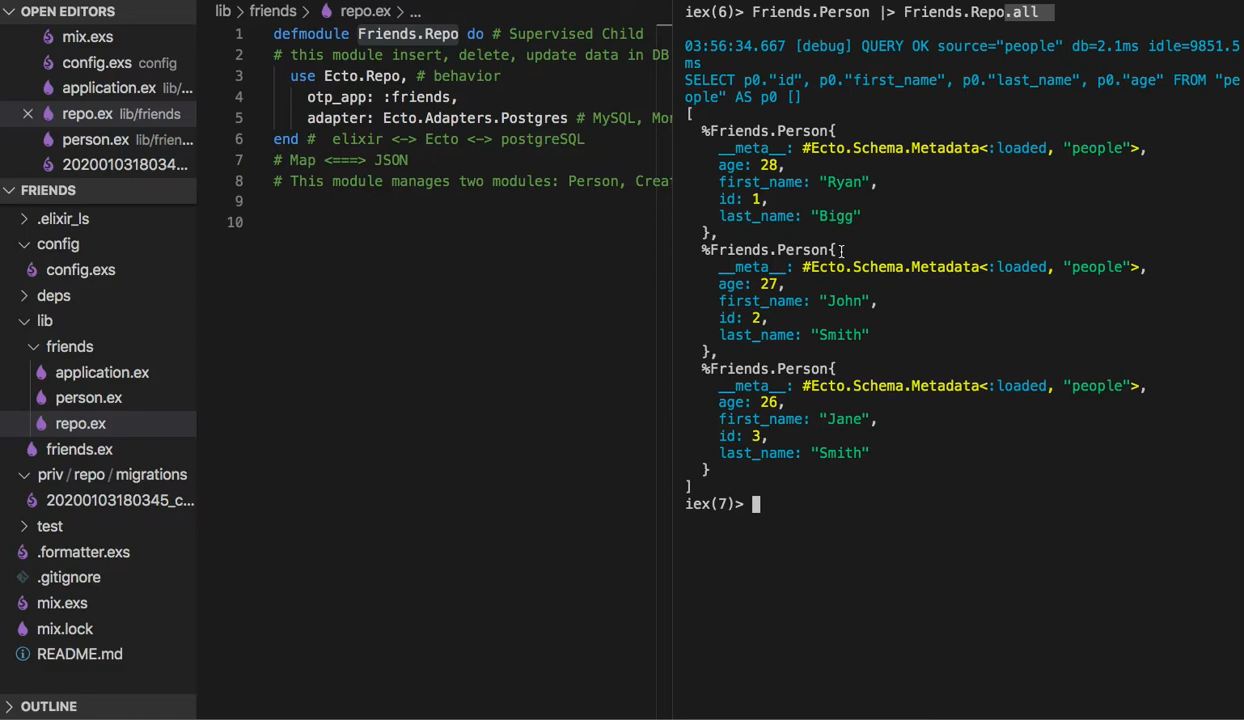 OPEN EDITORS
mix.exs
config.exs config
application.ex lib/...
repo.ex lib/friends
person.ex lib/frien...
2020010318034...
FRIENDS
.elixir_ls
config
config.exs
deps
lib
friends
application.ex
person.ex
repo.ex
friends.ex
priv / repo / migrations
20200103180345_c...
test
.formatter.exs
.gitignore
mix.exs
mix.lock
README.md
OUTLINE
lib > friends > repo.ex > ...
1 defmodule Friends.Repo do # Supervised Child
2 # this module insert, delete, update data in DB
3 use Ecto.Repo, # behavior
4 otp_app: :friends,
5 adapter: Ecto.Adapters.Postgres # MySQL, Mon
6 end # elixir <-> Ecto <-> postgreSQL
7 # Map <===> JSON
8 # This module manages two modules: Person, Creat
9
10
iex(6)> Friends.Person |> Friends.Repo.all
03:56:34.667 [debug] QUERY OK source="people" db=2.1ms idle=9851.5
ms
SELECT p0."id", p0."first_name", p0."last_name", p0."age" FROM "pe
ople" AS p0 []
[
%Friends.Person{
__meta__: #Ecto.Schema.Metadata<:loaded, "people">,
age: 28,
first_name: "Ryan",
id: 1,
last_name: "Bigg"
},
%Friends.Person{
__meta__: #Ecto.Schema.Metadata<:loaded, "people">,
age: 27,
first_name: "John",
id: 2,
last_name: "Smith"
},
%Friends.Person{
__meta__: #Ecto.Schema.Metadata<:loaded, "people">,
age: 26,
first_name: "Jane",
id: 3,
last_name: "Smith"
}
]
iex(7)>